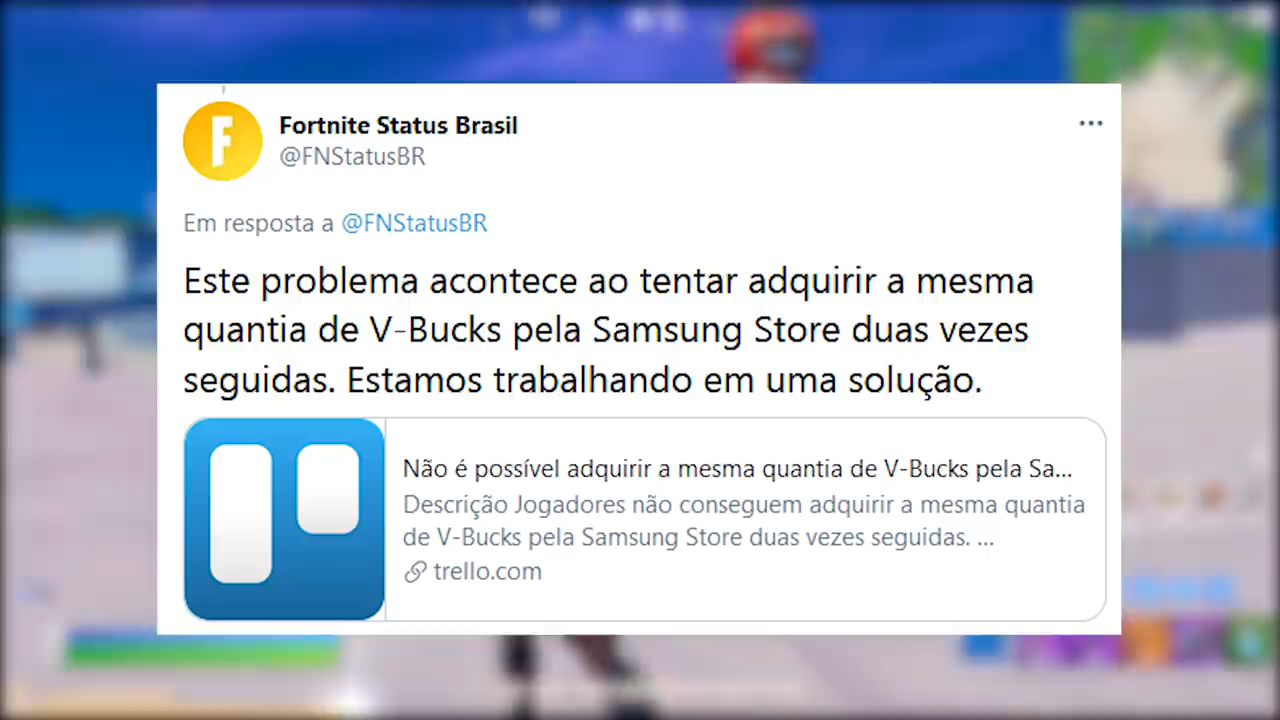 Fortnite Status Brasil
@FNStatusBR
Em resposta a @FNStatusBR
Este problema acontece ao tentar adquirir a mesma
quantia de V-Bucks pela Samsung Store duas vezes
seguidas. Estamos trabalhando em uma solução.
Não é possível adquirir a mesma quantia de V-Bucks pela Sa...
Descrição Jogadores não conseguem adquirir a mesma quantia
de V-Bucks pela Samsung Store duas vezes seguidas. ...
trello.com